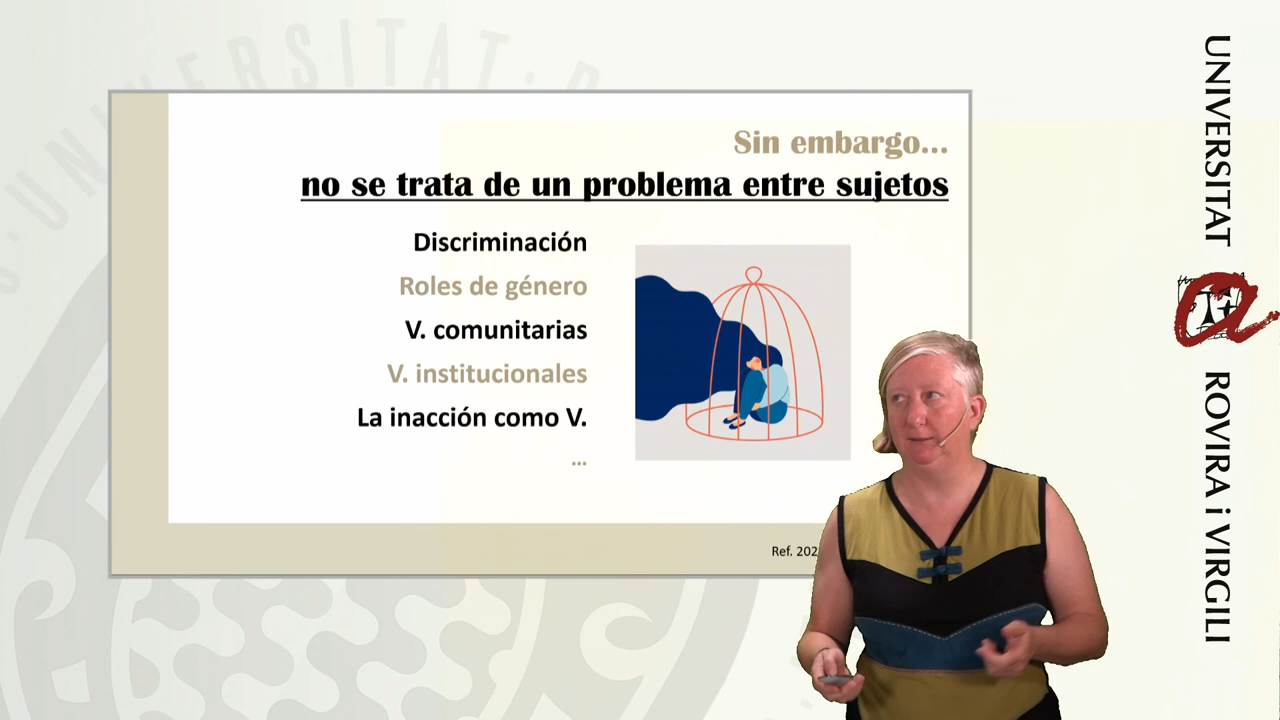 Sin embargo...
no se trata de un problema entre sujetos
Discriminación
Roles de género
V. comunitarias
V. institucionales
La inacción como V.
...
Ref. 202
UNIVERSITAT
ROVIRA i VIRGILI